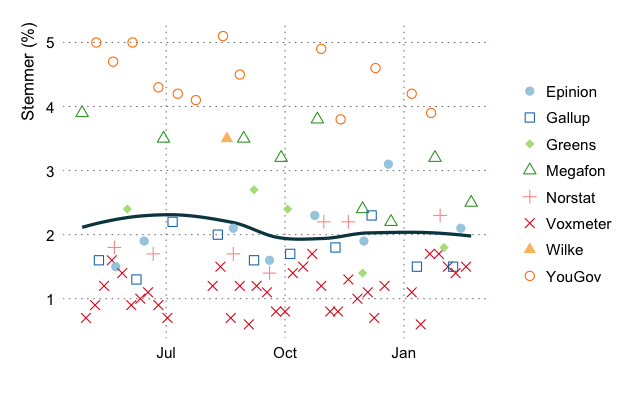 Stemmer (%)
5
4
3
2
1
Jul Oct Jan
Epinion
Gallup
Greens
Megafon
Norstat
Voxmeter
Wilke
YouGov